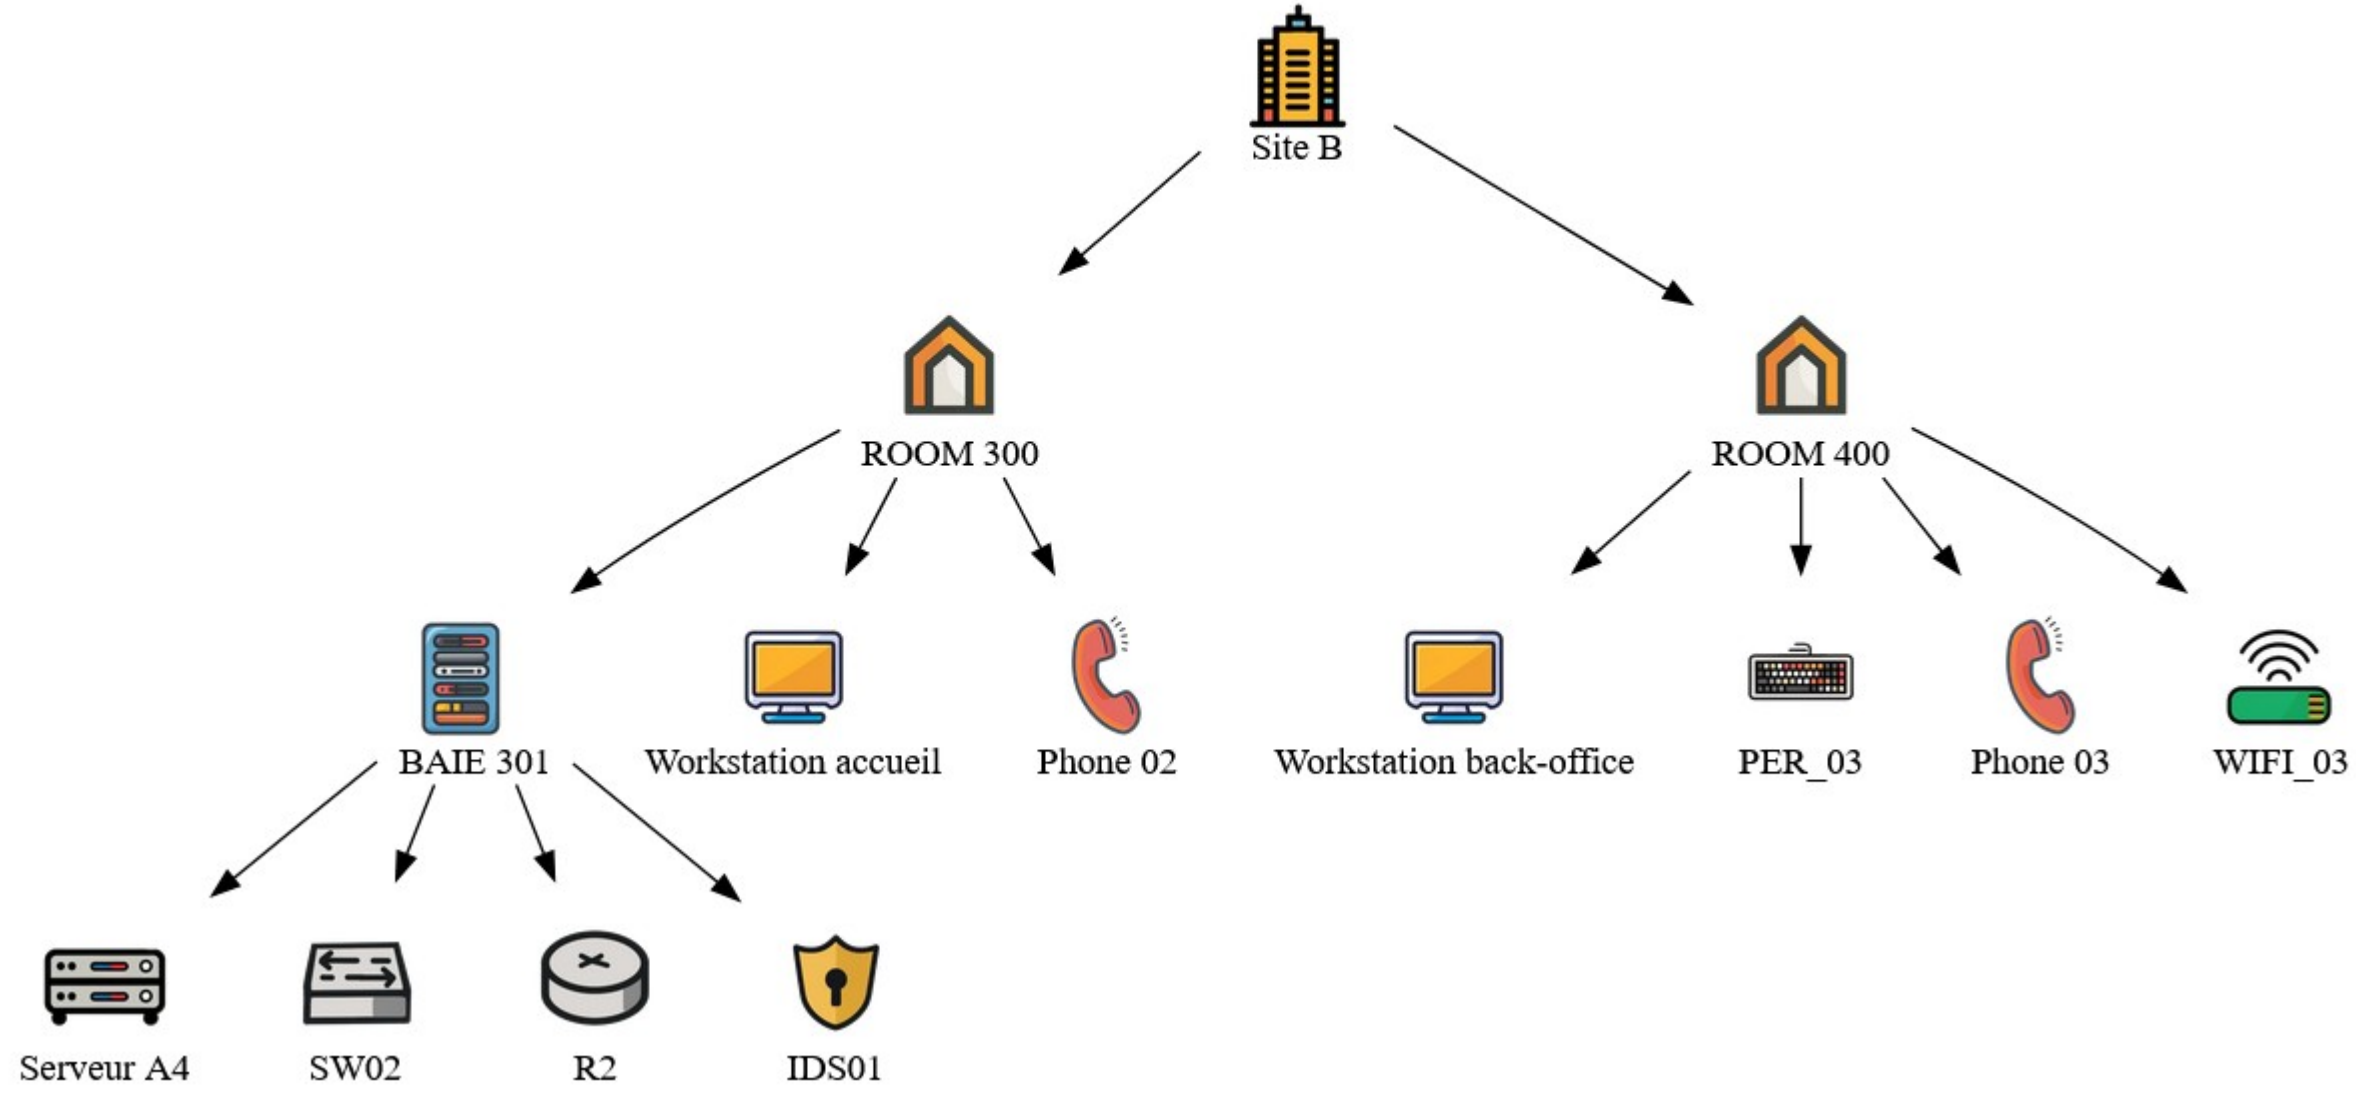 Site B
ROOM 300
ROOM 400
BAIE 301
Workstation accueil
Phone 02
Workstation back-office
PER_03
Phone 03
WIFI_03
Serveur A4
SW02
R2
IDS01